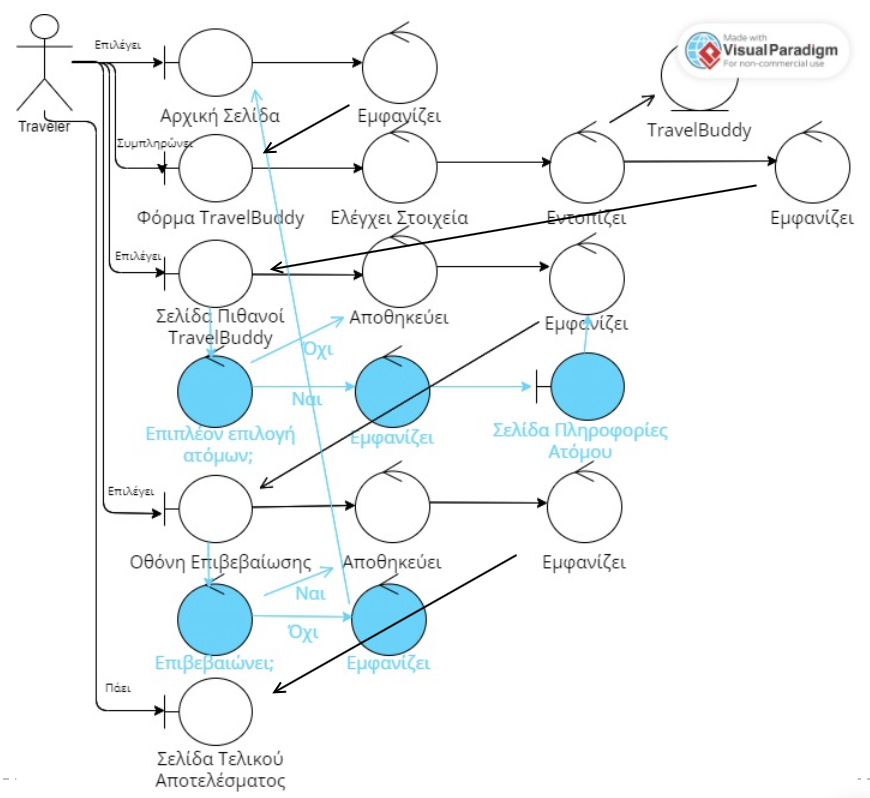 Επιλέγει
Made with
VisualParadigm
For non-commercial use
Αρχική Σελίδα
Εμφανίζει
TravelBuddy
Traveler
Συμπληρώνει
Φόρμα TravelBuddy
Ελέγχει Στοιχεία
Εντοπίζει
Εμφανίζει
Επιλέγει
Σελίδα Πιθανοί
TravelBuddy
Αποθηκεύει
Εμφανίζει
Όχι
Ναι
Επιπλέον επιλογή
ατόμων;
Εμφανίζει
Σελίδα Πληροφορίες
Ατόμου
Επιλέγει
Οθόνη Επιβεβαίωσης
Αποθηκεύει
Εμφανίζει
Ναι
Όχι
Επιβεβαιώνει;
Εμφανίζει
Πάει
Σελίδα Τελικού
Αποτελέσματος